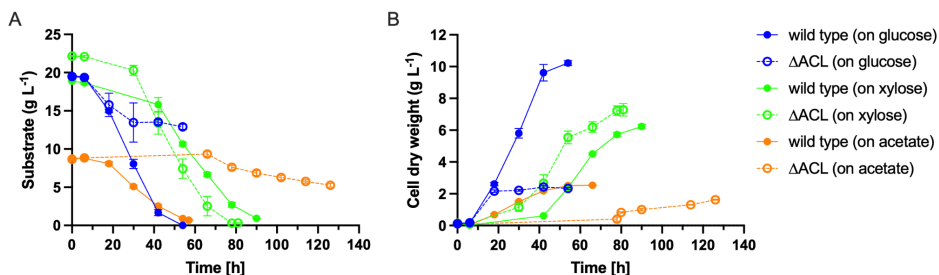 A
B
Substrate (g L⁻¹)
25
20
15
10
5
0
0 20 40 60 80 100 120 140
Time [h]
Cell dry weight (g L⁻¹)
12
10
8
6
4
2
0
0 20 40 60 80 100 120 140
Time [h]
wild type (on glucose)
ΔACL (on glucose)
wild type (on xylose)
ΔACL (on xylose)
wild type (on acetate)
ΔACL (on acetate)